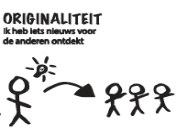 ORIGINALITEIT
Ik heb iets nieuws voor
de anderen ontdekt